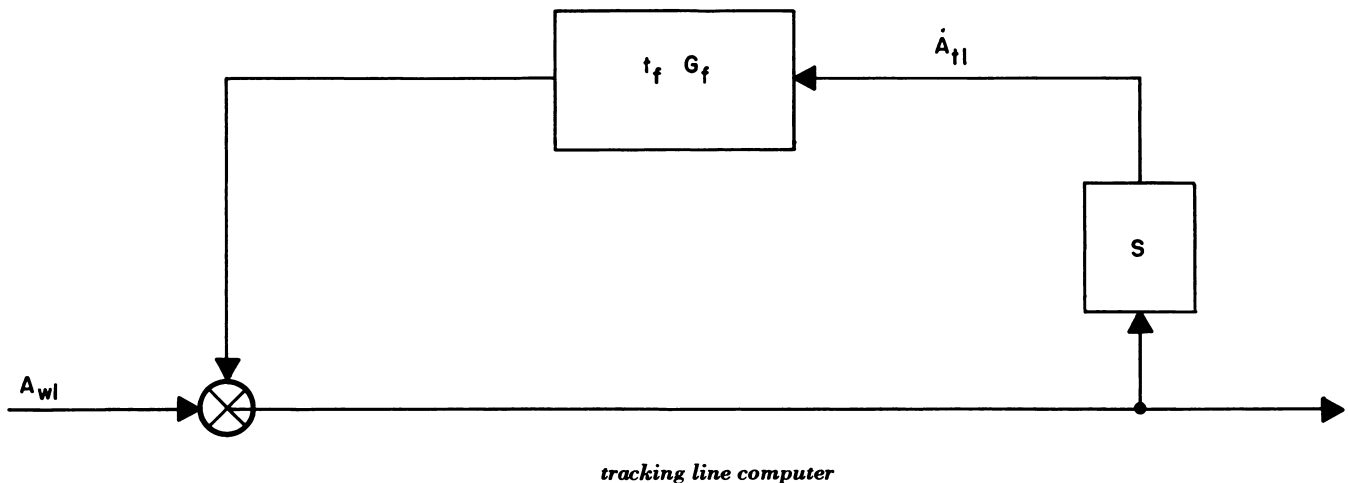 t_f G_f
Ȧ_tl
S
A_wl
tracking line computer